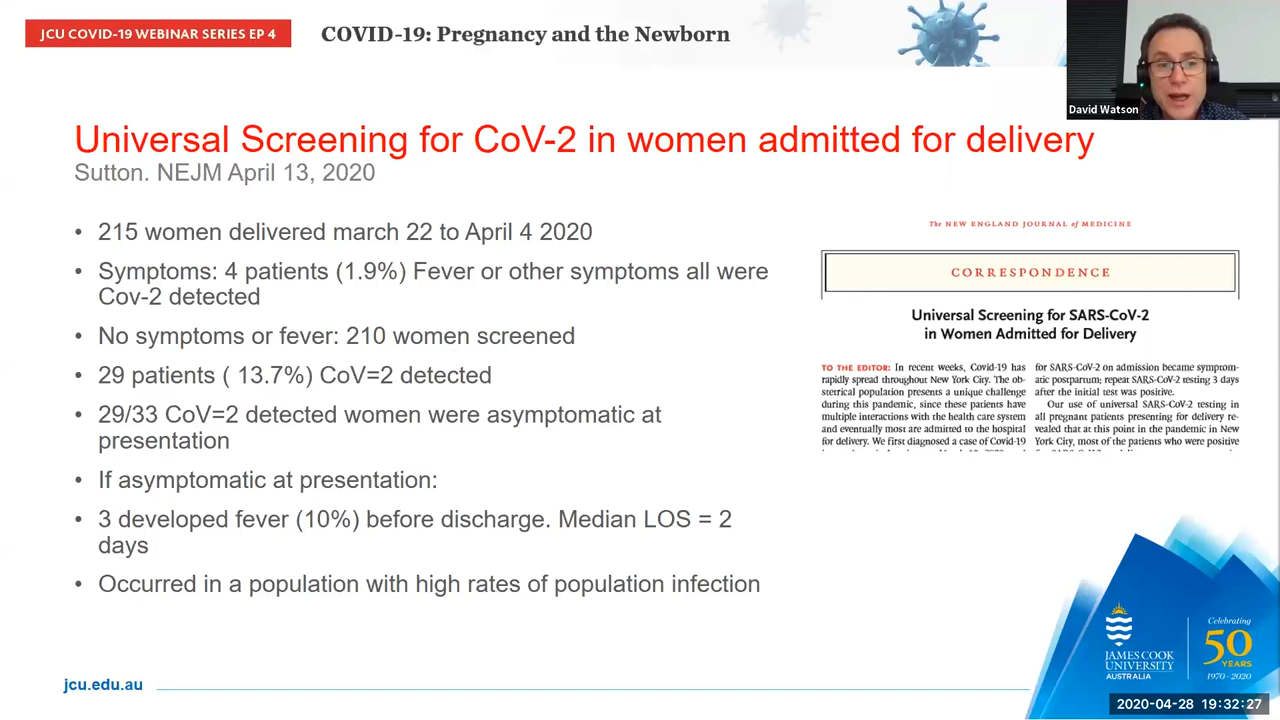 JCU COVID-19 WEBINAR SERIES EP 4
COVID-19: Pregnancy and the Newborn
David Watson
Universal Screening for CoV-2 in women admitted for delivery
Sutton. NEJM April 13, 2020
• 215 women delivered march 22 to April 4 2020
• Symptoms: 4 patients (1.9%) Fever or other symptoms all were
Cov-2 detected
• No symptoms or fever: 210 women screened
• 29 patients ( 13.7%) CoV=2 detected
• 29/33 CoV=2 detected women were asymptomatic at
presentation
• If asymptomatic at presentation:
• 3 developed fever (10%) before discharge. Median LOS = 2
days
• Occurred in a population with high rates of population infection
The NEW ENGLAND JOURNAL of MEDICINE
CORRESPONDENCE
Universal Screening for SARS-CoV-2
in Women Admitted for Delivery
TO THE EDITOR: In recent weeks, Covid-19 has
rapidly spread throughout New York City. The ob-
stetrical population presents a unique challenge
during this pandemic, since these patients have
multiple interactions with the health care system
and eventually most are admitted to the hospital
for delivery. We first diagnosed a case of Covid-19
for SARS-CoV-2 on admission became symptom-
atic postpartum; repeat SARS-CoV-2 testing 3 days
after the initial test was positive.
Our use of universal SARS-CoV-2 testing in
all pregnant patients presenting for delivery re-
vealed that at this point in the pandemic in New
York City, most of the patients who were positive
jcu.edu.au
JAMES COOK
UNIVERSITY
AUSTRALIA
Celebrating
50
YEARS
1970 - 2020
2020-04-28 19:32:27